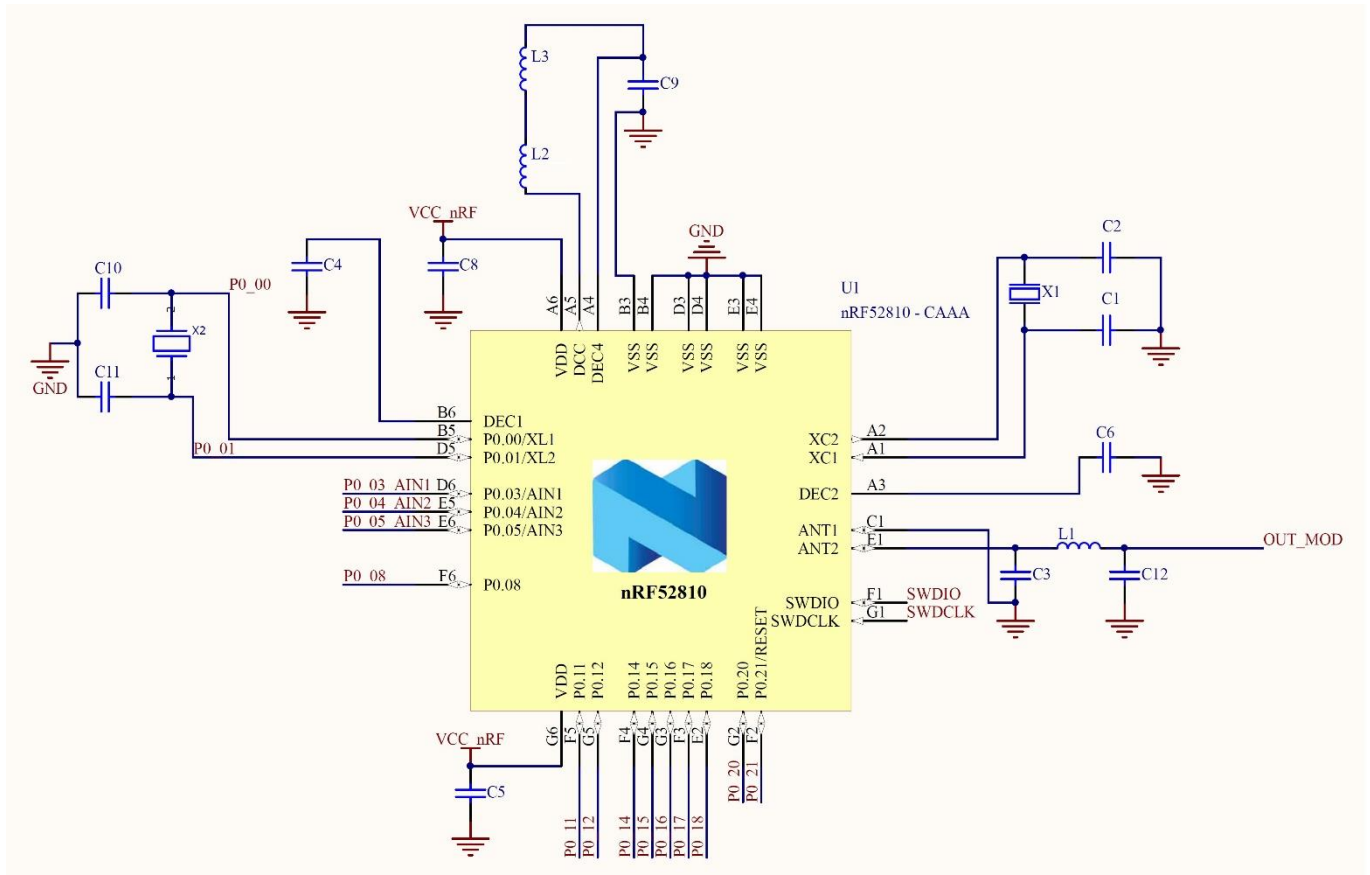 L3
C9
L2
VCC_nRF
GND
C2
C4
C8
C10
P0_00
X1
U1
nRF52810 - CAAA
C1
A6
A5
A4
B3
B4
D3
D4
E3
E4
2
X2
1
GND
C11
VDD
DCC
DEC4
VSS
VSS
VSS
VSS
VSS
VSS
B6
DEC1
B5
P0.00/XL1
P0_01
D5
P0.01/XL2
XC2
A2
XC1
A1
C6
P0_03_AIN1
D6
P0.03/AIN1
P0_04_AIN2
E5
P0.04/AIN2
P0_05_AIN3
E6
P0.05/AIN3
DEC2
A3
ANT1
C1
ANT2
E1
L1
OUT_MOD
C3
C12
P0_08
F6
P0.08
nRF52810
SWDIO
F1
SWDIO
SWDCLK
G1
SWDCLK
VDD
P0.11
P0.12
P0.14
P0.15
P0.16
P0.17
P0.18
P0.20
P0.21/RESET
G6
F5
G5
F4
G4
G3
F3
E2
G2
F2
VCC_nRF
C5
P0_11
P0_12
P0_14
P0_15
P0_16
P0_17
P0_18
P0_20
P0_21